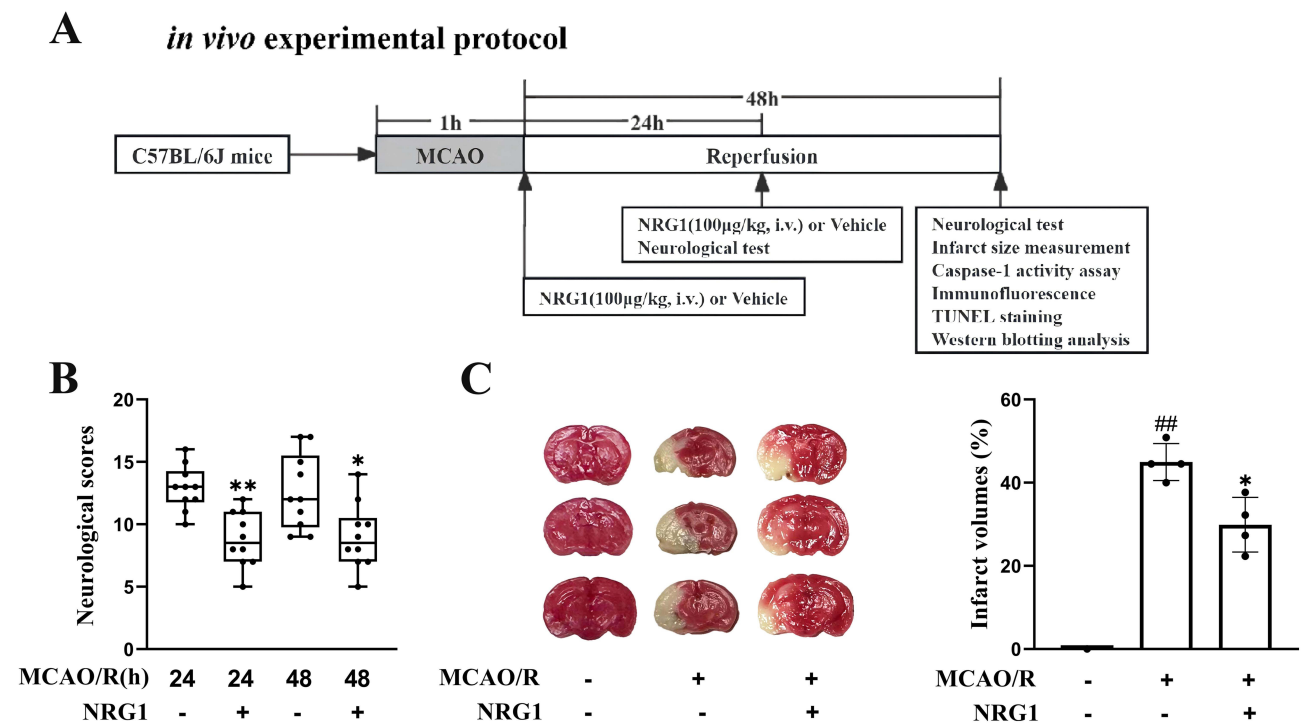 A
in vivo experimental protocol
48h
1h
24h
C57BL/6J mice
MCAO
Reperfusion
NRG1(100μg/kg, i.v.) or Vehicle
Neurological test
NRG1(100μg/kg, i.v.) or Vehicle
Neurological test
Infarct size measurement
Caspase-1 activity assay
Immunofluorescence
TUNEL staining
Western blotting analysis
B
Neurological scores
20
15
10
5
0
** *
MCAO/R(h) 24 24 48 48
NRG1 - + - +
C
MCAO/R - + +
NRG1 - - +
Infarct volumes (%)
60
40
20
0
## *
MCAO/R - + +
NRG1 - - +